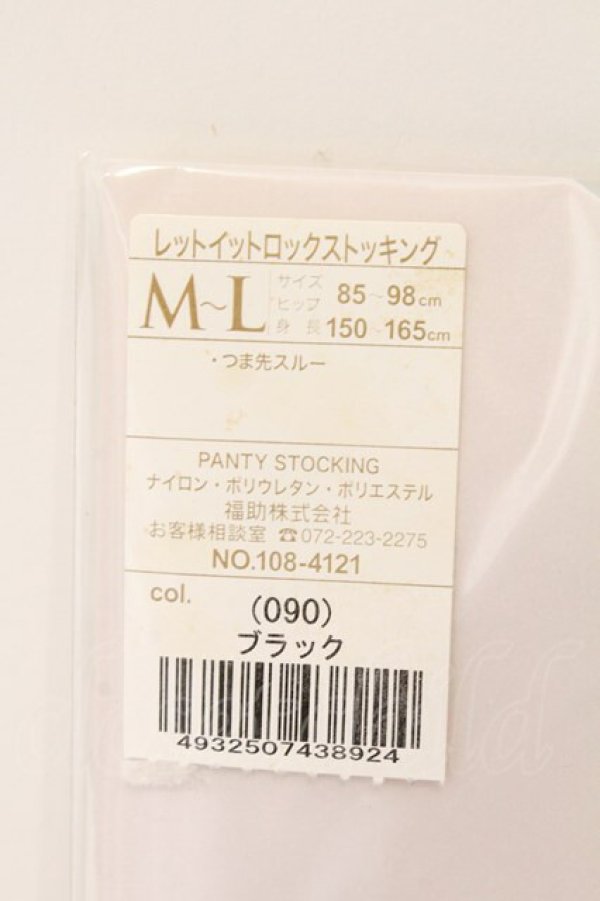 レットイットロックストッキング
M～L
サイズ
ヒップ 85～98cm
身長 150～165cm
・つま先スルー
PANTY STOCKING
ナイロン・ポリウレタン・ポリエステル
福助株式会社
お客様相談室 ☎072-223-2275
NO.108-4121
col.
(090)
ブラック
4932507438924